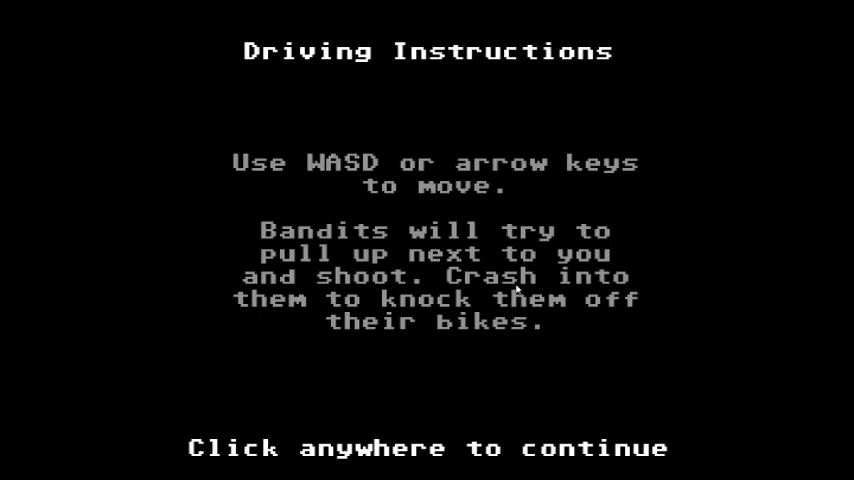 Driving Instructions
Use WASD or arrow keys
to move.
Bandits will try to
pull up next to you
and shoot. Crash into
them to knock them off
their bikes.
Click anywhere to continue